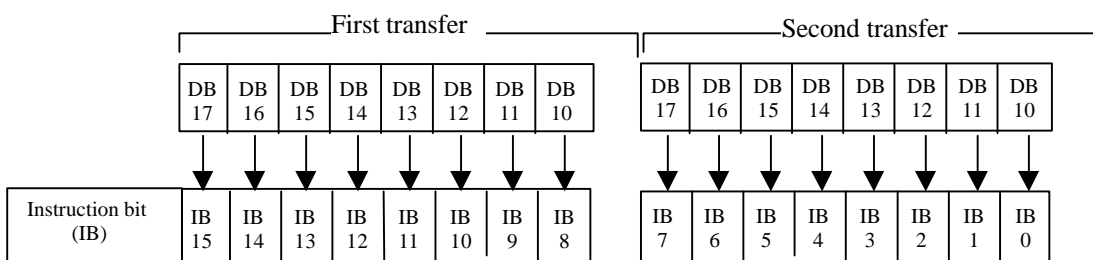 First transfer Second transfer
DB DB DB DB DB DB DB DB DB DB DB DB DB DB DB DB
17 16 15 14 13 12 11 10 17 16 15 14 13 12 11 10
Instruction bit IB IB IB IB IB IB IB IB IB IB IB IB IB IB IB IB
(IB) 15 14 13 12 11 10 9 8 7 6 5 4 3 2 1 0